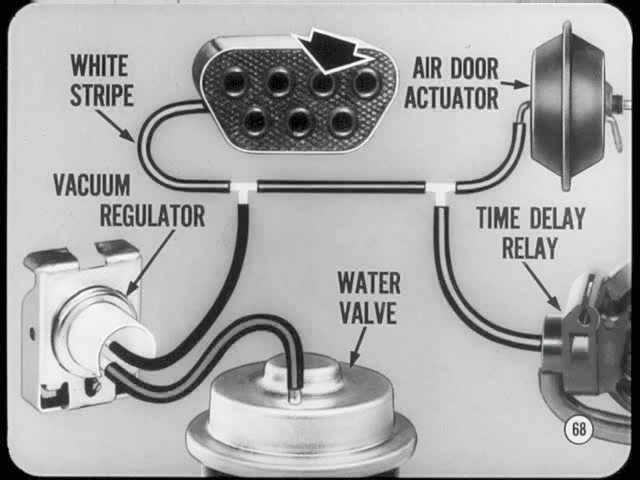 WHITE
STRIPE
AIR DOOR
ACTUATOR
VACUUM
REGULATOR
TIME DELAY
RELAY
WATER
VALVE
68